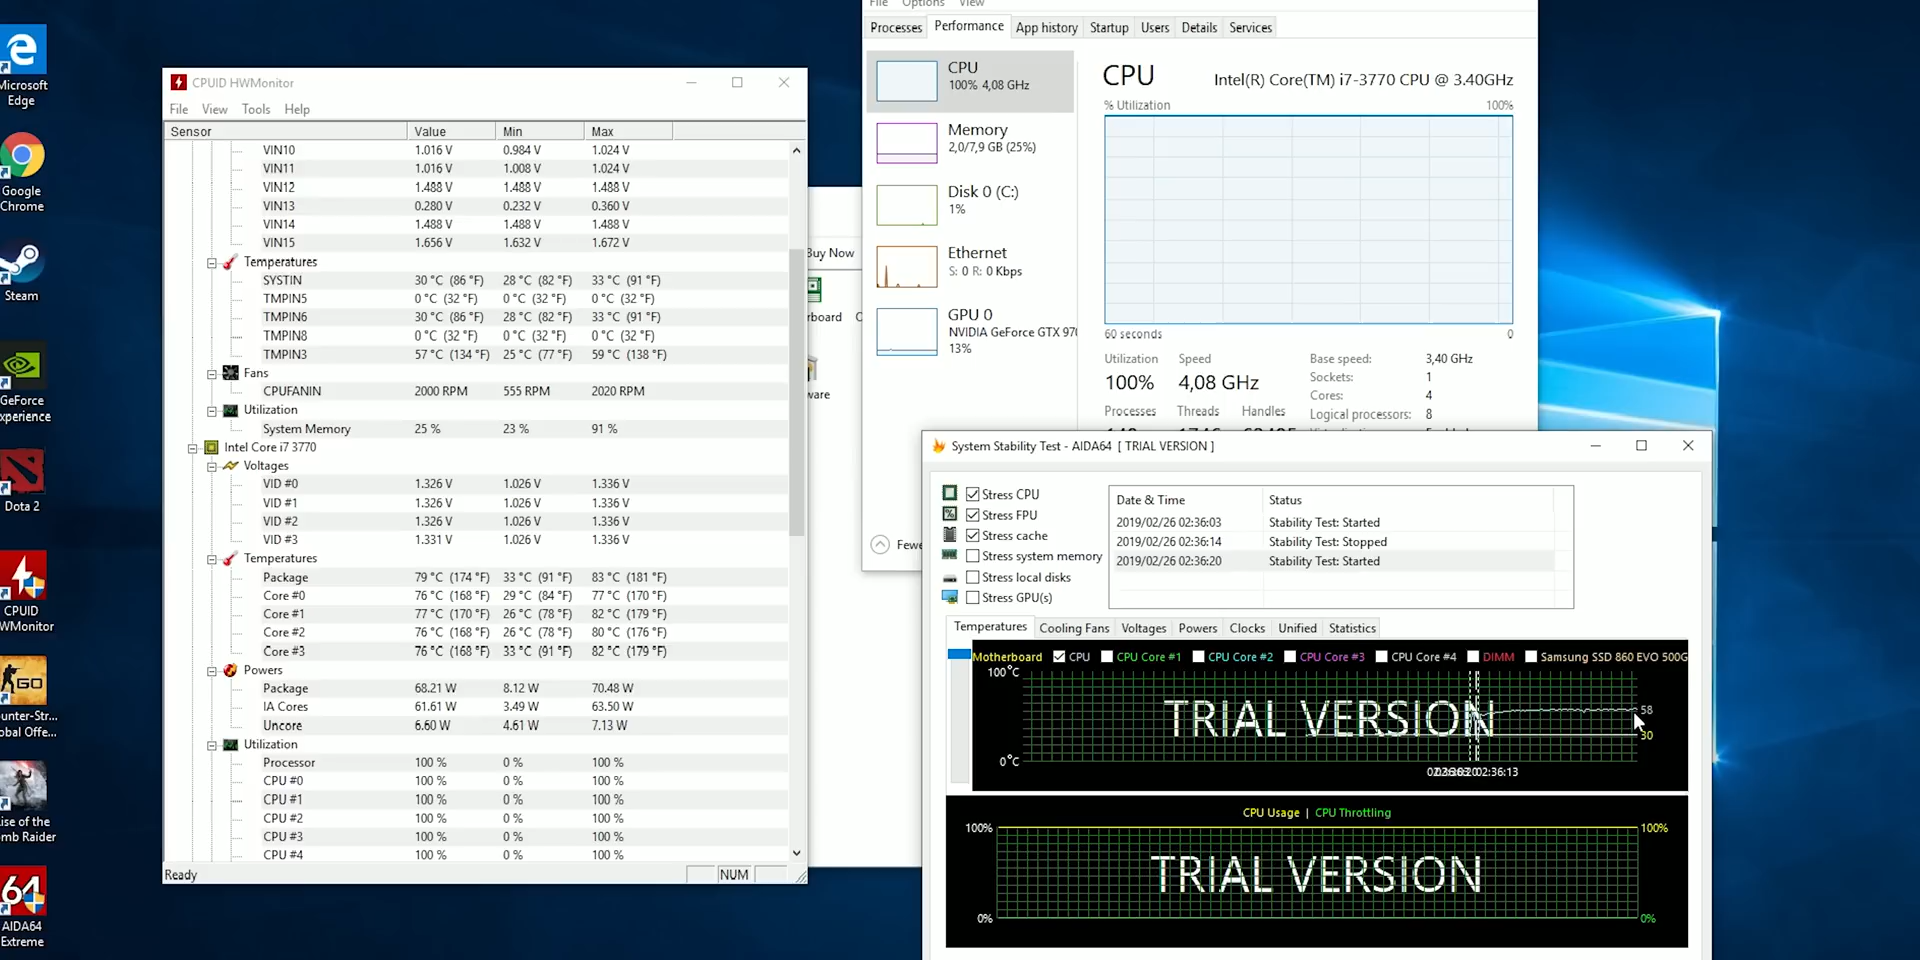 Microsoft
Edge
Google
Chrome
Steam
GeForce
Experience
Dota 2
CPUID
HWMonitor
GO
unter-Str...
obal Offe...
ise of the
mb Raider
64
AIDA64
Extreme
CPUID HWMonitor
File View Tools Help
Sensor Value Min Max
VIN10 1.016 V 0.984 V 1.024 V
VIN11 1.016 V 1.008 V 1.024 V
VIN12 1.488 V 1.488 V 1.488 V
VIN13 0.280 V 0.232 V 0.360 V
VIN14 1.488 V 1.488 V 1.488 V
VIN15 1.656 V 1.632 V 1.672 V
Temperatures
SYSTIN 30 °C (86 °F) 28 °C (82 °F) 33 °C (91 °F)
TMPIN5 0 °C (32 °F) 0 °C (32 °F) 0 °C (32 °F)
TMPIN6 30 °C (86 °F) 28 °C (82 °F) 33 °C (91 °F)
TMPIN8 0 °C (32 °F) 0 °C (32 °F) 0 °C (32 °F)
TMPIN3 57 °C (134 °F) 25 °C (77 °F) 59 °C (138 °F)
Fans
CPUFANIN 2000 RPM 555 RPM 2020 RPM
Utilization
System Memory 25 % 23 % 91 %
Intel Core i7 3770
Voltages
VID #0 1.326 V 1.026 V 1.336 V
VID #1 1.326 V 1.026 V 1.336 V
VID #2 1.326 V 1.026 V 1.336 V
VID #3 1.331 V 1.026 V 1.336 V
Temperatures
Package 79 °C (174 °F) 33 °C (91 °F) 83 °C (181 °F)
Core #0 76 °C (168 °F) 29 °C (84 °F) 77 °C (170 °F)
Core #1 77 °C (170 °F) 26 °C (78 °F) 82 °C (179 °F)
Core #2 76 °C (168 °F) 26 °C (78 °F) 80 °C (176 °F)
Core #3 76 °C (168 °F) 33 °C (91 °F) 82 °C (179 °F)
Powers
Package 68.21 W 8.12 W 70.48 W
IA Cores 61.61 W 3.49 W 63.50 W
Uncore 6.60 W 4.61 W 7.13 W
Utilization
Processor 100 % 0 % 100 %
CPU #0 100 % 0 % 100 %
CPU #1 100 % 0 % 100 %
CPU #2 100 % 0 % 100 %
CPU #3 100 % 0 % 100 %
CPU #4 100 % 0 % 100 %
Ready NUM
Buy Now
board
ware
File Options View
Processes Performance App history Startup Users Details Services
CPU
100% 4,08 GHz
Memory
2,0/7,9 GB (25%)
Disk 0 (C:)
1%
Ethernet
S: 0 R: 0 Kbps
GPU 0
NVIDIA GeForce GTX 970
13%
CPU Intel(R) Core(TM) i7-3770 CPU @ 3.40GHz
% Utilization 100%
60 seconds 0
Utilization Speed
100% 4,08 GHz
Processes Threads Handles
Base speed: 3,40 GHz
Sockets: 1
Cores: 4
Logical processors: 8
Fewe
System Stability Test - AIDA64 [ TRIAL VERSION ]
Stress CPU
Stress FPU
Stress cache
Stress system memory
Stress local disks
Stress GPU(s)
Date & Time Status
2019/02/26 02:36:03 Stability Test: Started
2019/02/26 02:36:14 Stability Test: Stopped
2019/02/26 02:36:20 Stability Test: Started
Temperatures Cooling Fans Voltages Powers Clocks Unified Statistics
Motherboard CPU CPU Core #1 CPU Core #2 CPU Core #3 CPU Core #4 DIMM Samsung SSD 860 EVO 500G
100°C
TRIAL VERSION
58
30
0°C
02:36:13
CPU Usage | CPU Throttling
100% 100%
TRIAL VERSION
0% 0%